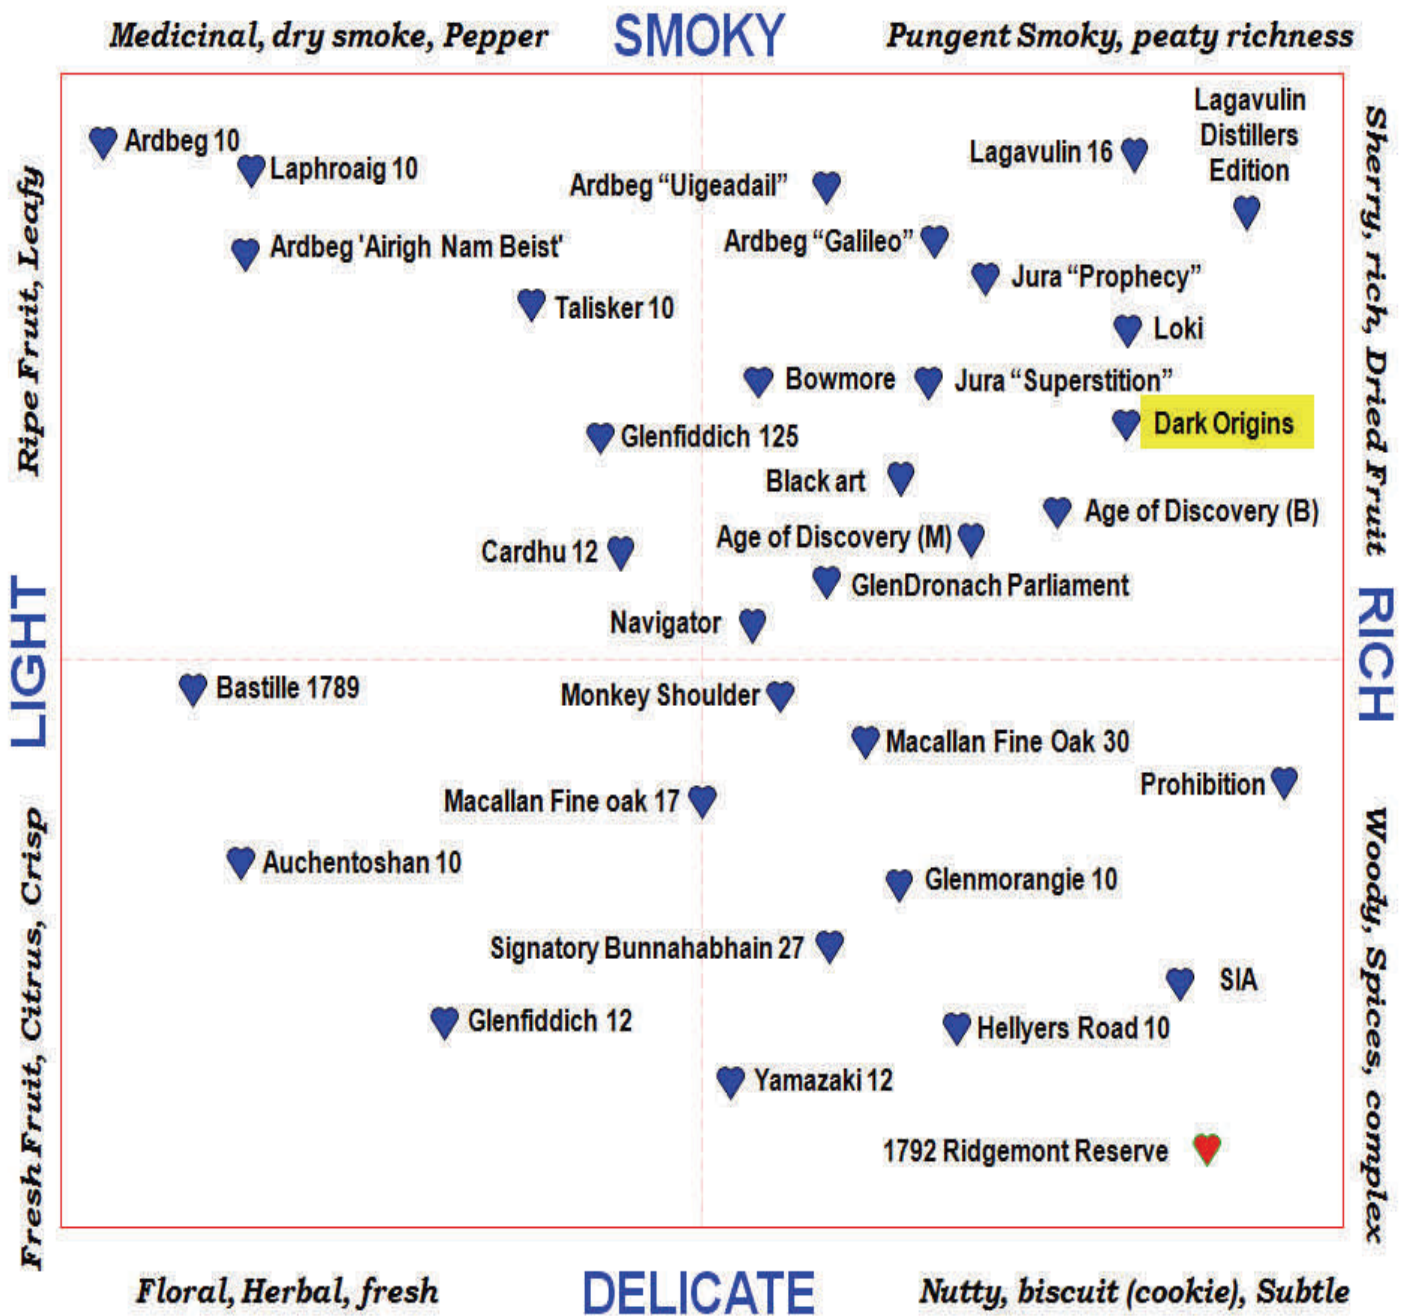 Medicinal, dry smoke, Pepper
SMOKY
Pungent Smoky, peaty richness
Lagavulin
Distillers
Edition
Ardbeg 10
Lagavulin 16
Laphroaig 10
Ardbeg “Uigeadail”
Ardbeg “Galileo”
Ardbeg 'Airigh Nam Beist'
Jura “Prophecy”
Talisker 10
Loki
Bowmore
Jura “Superstition”
Dark Origins
Glenfiddich 125
Black art
Age of Discovery (B)
Age of Discovery (M)
Cardhu 12
GlenDronach Parliament
Navigator
Bastille 1789
Monkey Shoulder
Macallan Fine Oak 30
Prohibition
Macallan Fine oak 17
Auchentoshan 10
Glenmorangie 10
Signatory Bunnahabhain 27
SIA
Glenfiddich 12
Hellyers Road 10
Yamazaki 12
1792 Ridgemont Reserve
Ripe Fruit, Leafy
LIGHT
Fresh Fruit, Citrus, Crisp
Sherry, rich, Dried Fruit
RICH
Woody, Spices, complex
Floral, Herbal, fresh
DELICATE
Nutty, biscuit (cookie), Subtle